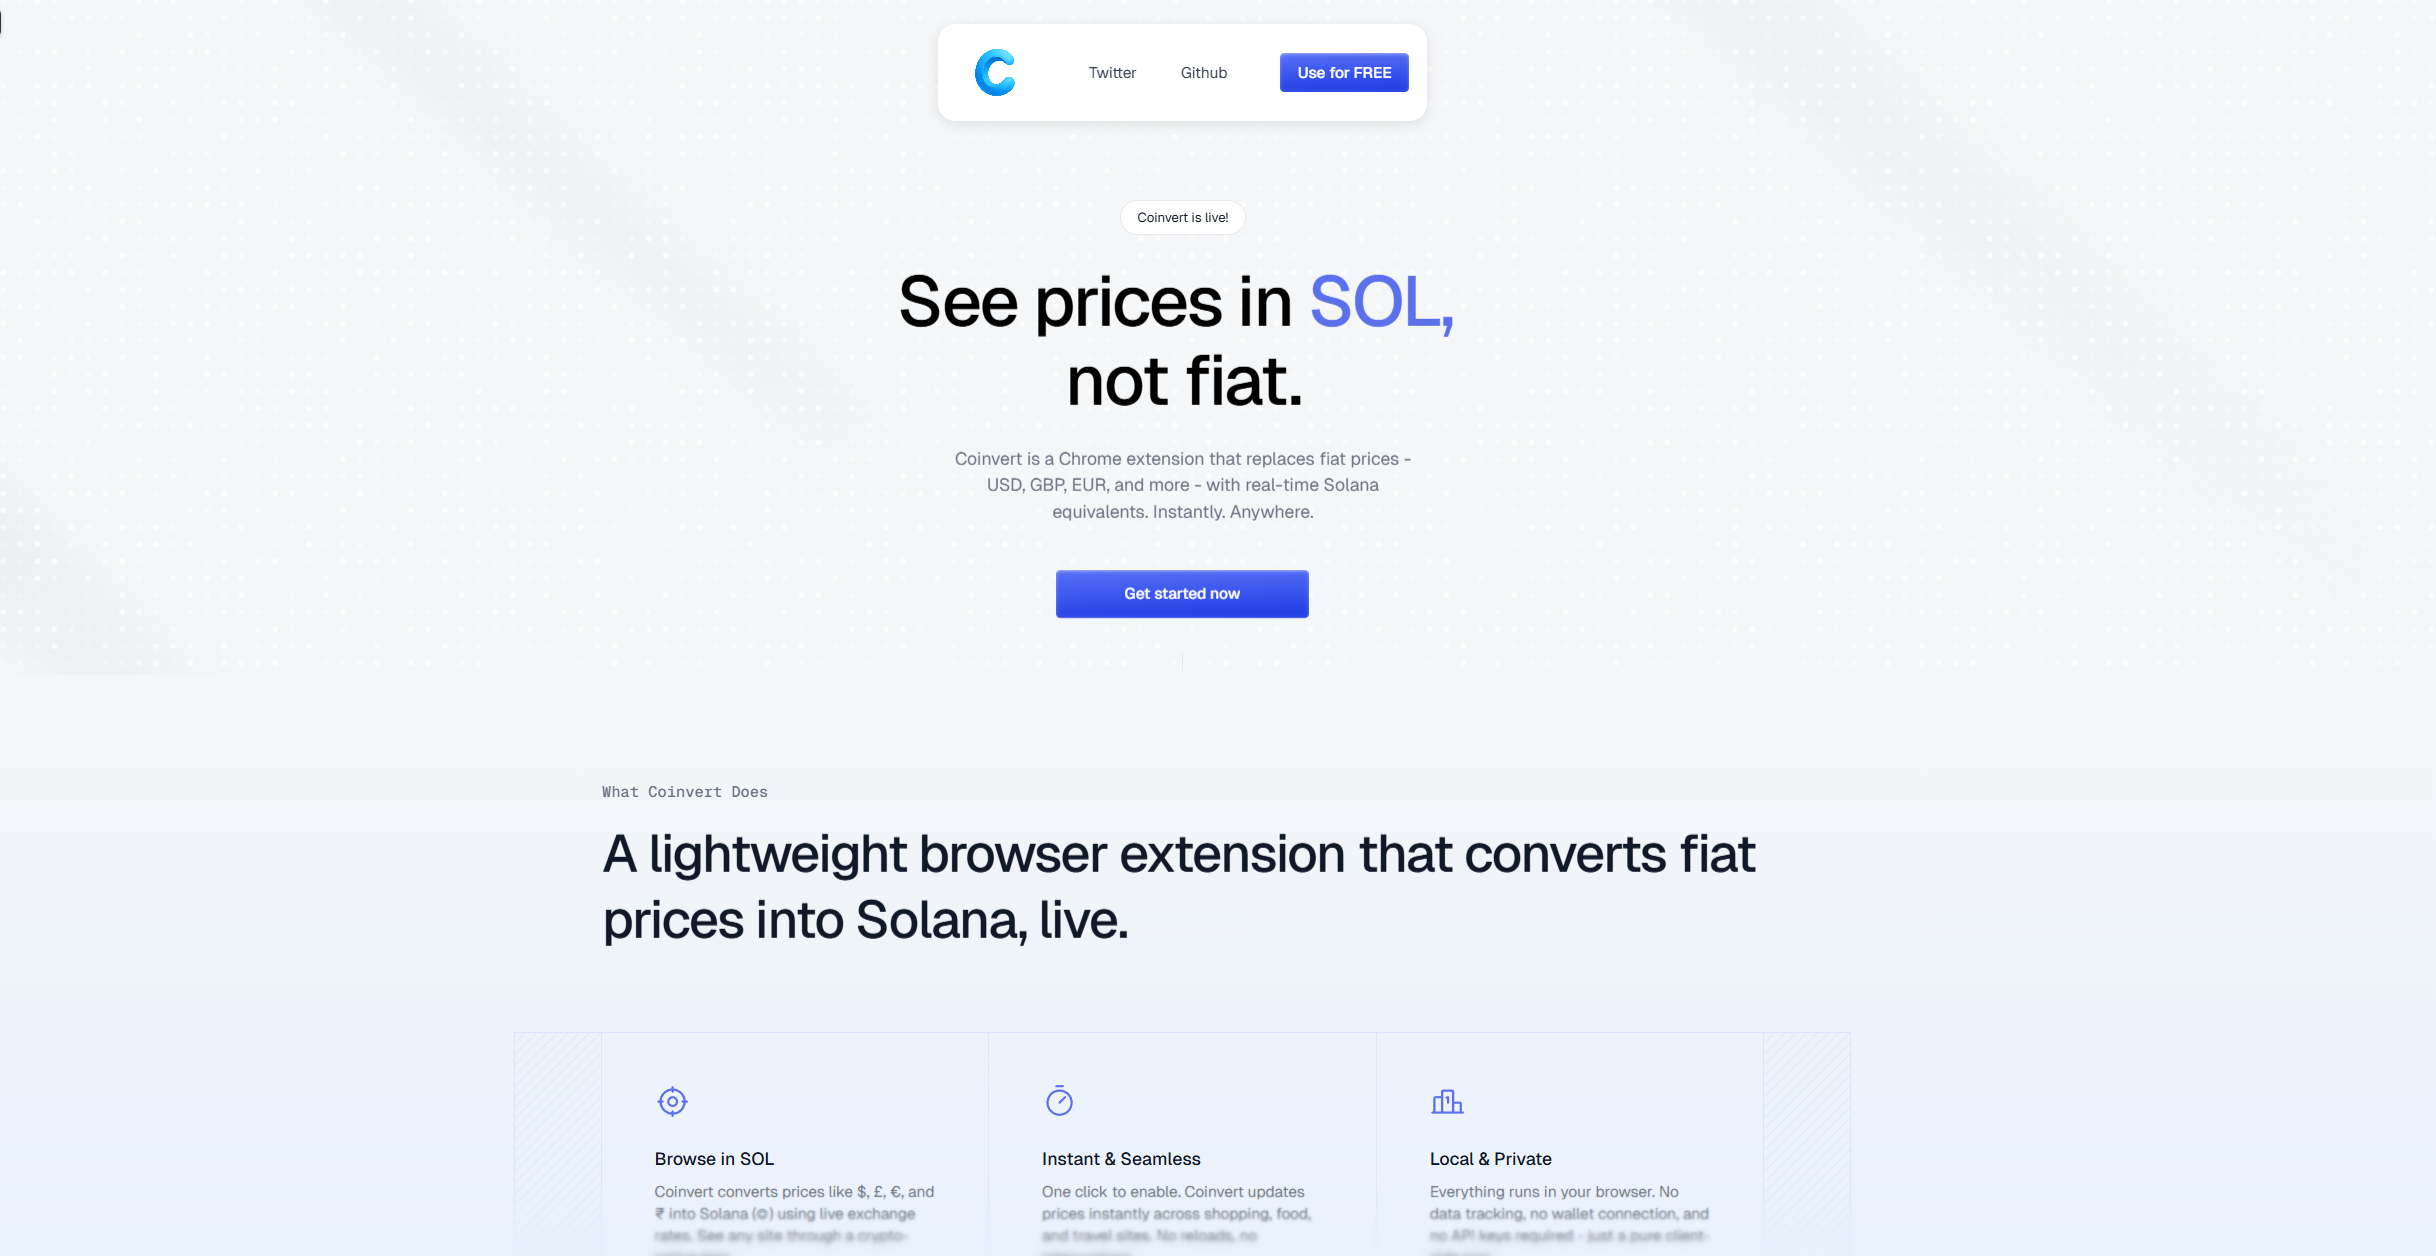 Twitter
Github
Use for FREE
Coinvert is live!
See prices in SOL,
not fiat.
Coinvert is a Chrome extension that replaces fiat prices -
USD, GBP, EUR, and more - with real-time Solana
equivalents. Instantly. Anywhere.
Get started now
What Coinvert Does
A lightweight browser extension that converts fiat
prices into Solana, live.
Browse in SOL
Coinvert converts prices like $, £, €, and
₹ into Solana (◎) using live exchange
rates. See any site through a crypto-
Instant & Seamless
One click to enable. Coinvert updates
prices instantly across shopping, food,
and travel sites. No reloads, no
Local & Private
Everything runs in your browser. No
data tracking, no wallet connection, and
no API keys required - just a pure client-